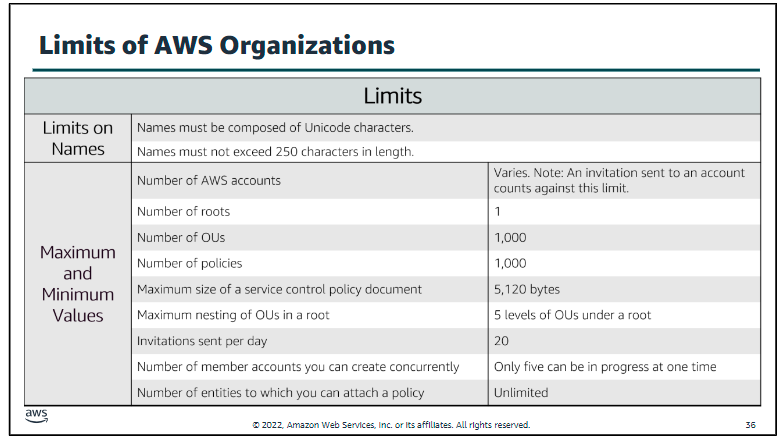 Limits of AWS Organizations
Limits
Limits on
Names
Names must be composed of Unicode characters.
Names must not exceed 250 characters in length.
Maximum
and
Minimum
Values
Number of AWS accounts
Varies. Note: An invitation sent to an account
counts against this limit.
Number of roots
1
Number of OUs
1,000
Number of policies
1,000
Maximum size of a service control policy document
5,120 bytes
Maximum nesting of OUs in a root
5 levels of OUs under a root
Invitations sent per day
20
Number of member accounts you can create concurrently
Only five can be in progress at one time
Number of entities to which you can attach a policy
Unlimited
aws
© 2022, Amazon Web Services, Inc. or its affiliates. All rights reserved.
36